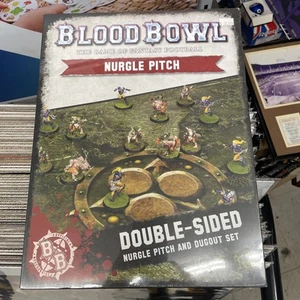 BLOOD BOWL
THE GAME OF FANTASY FOOTBALL
NURGLE PITCH
DOUBLE-SIDED
NURGLE PITCH AND DUGOUT SET
B
B